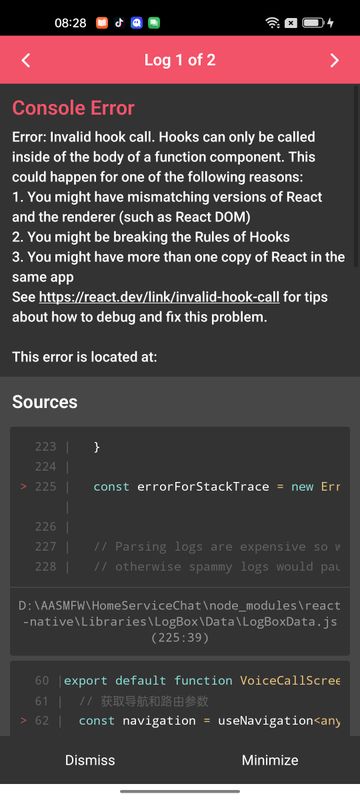 08:28
Log 1 of 2
Console Error
Error: Invalid hook call. Hooks can only be called
inside of the body of a function component. This
could happen for one of the following reasons:
1. You might have mismatching versions of React
and the renderer (such as React DOM)
2. You might be breaking the Rules of Hooks
3. You might have more than one copy of React in the
same app
See https://react.dev/link/invalid-hook-call for tips
about how to debug and fix this problem.
This error is located at:
Sources
223 | }
224 |
> 225 | const errorForStackTrace = new Err
|
226 |
227 | // Parsing logs are expensive so w
228 | // otherwise spammy logs would pau
D:\AASMFW\HomeServiceChat\node_modules\react
-native\Libraries\LogBox\Data\LogBoxData.js
(225:39)
60 |export default function VoiceCallScree
61 | // 获取导航和路由参数
> 62 | const navigation = useNavigation<any
Dismiss
Minimize